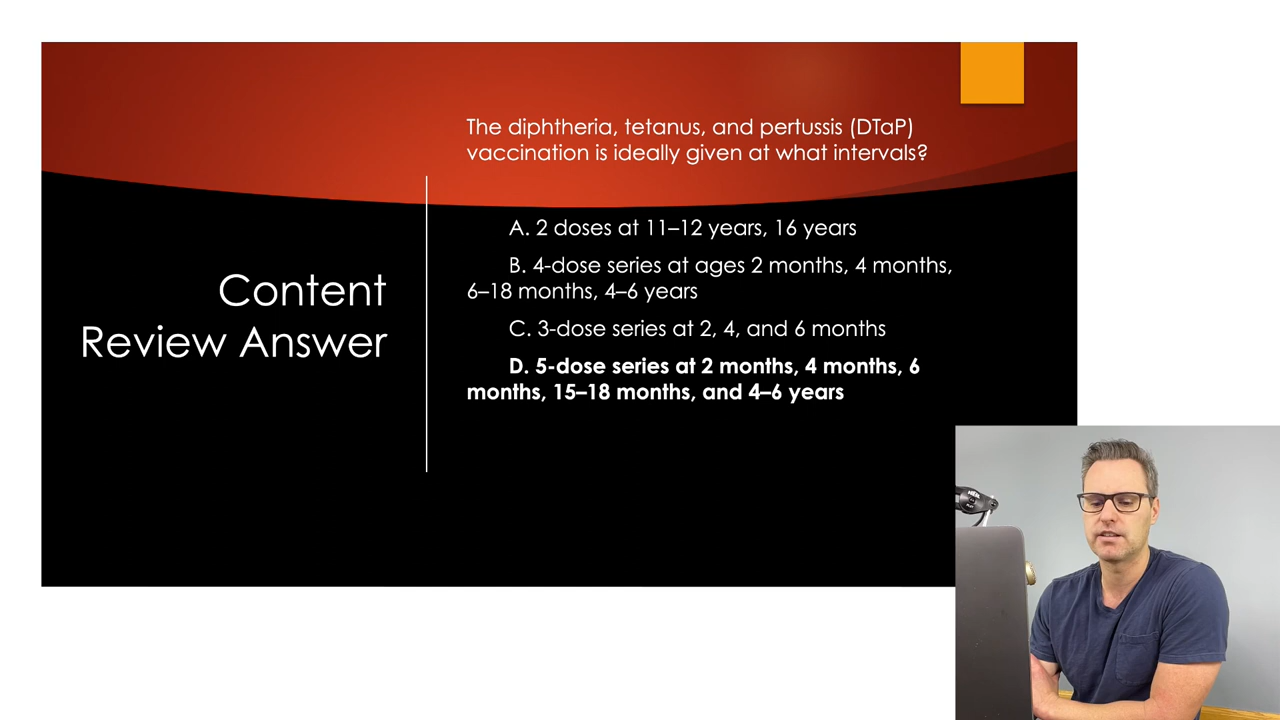 Content
Review Answer
The diphtheria, tetanus, and pertussis (DTaP)
vaccination is ideally given at what intervals?
A. 2 doses at 11–12 years, 16 years
B. 4-dose series at ages 2 months, 4 months,
6–18 months, 4–6 years
C. 3-dose series at 2, 4, and 6 months
D. 5-dose series at 2 months, 4 months, 6
months, 15–18 months, and 4–6 years